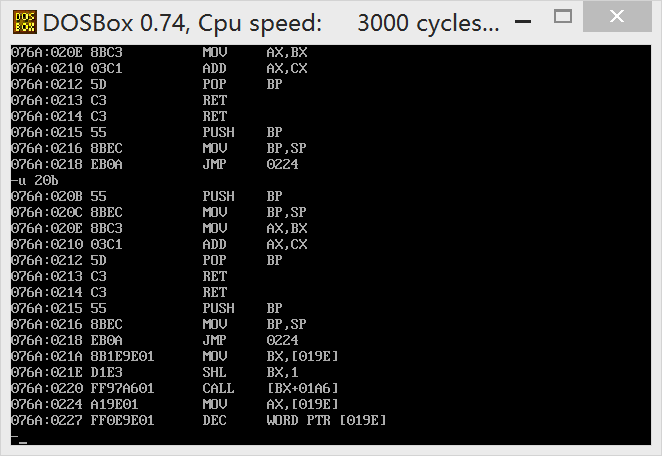 DOS BOX DOSBox 0.74, Cpu speed: 3000 cycles...
076A:020E 8BC3 MOV AX,BX
076A:0210 03C1 ADD AX,CX
076A:0212 5D POP BP
076A:0213 C3 RET
076A:0214 C3 RET
076A:0215 55 PUSH BP
076A:0216 8BEC MOV BP,SP
076A:0218 EB0A JMP 0224
-u 20b
076A:020B 55 PUSH BP
076A:020C 8BEC MOV BP,SP
076A:020E 8BC3 MOV AX,BX
076A:0210 03C1 ADD AX,CX
076A:0212 5D POP BP
076A:0213 C3 RET
076A:0214 C3 RET
076A:0215 55 PUSH BP
076A:0216 8BEC MOV BP,SP
076A:0218 EB0A JMP 0224
076A:021A 8B1E9E01 MOV BX,[019E]
076A:021E D1E3 SHL BX,1
076A:0220 FF97A601 CALL [BX+01A6]
076A:0224 A19E01 MOV AX,[019E]
076A:0227 FF0E9E01 DEC WORD PTR [019E]
-_